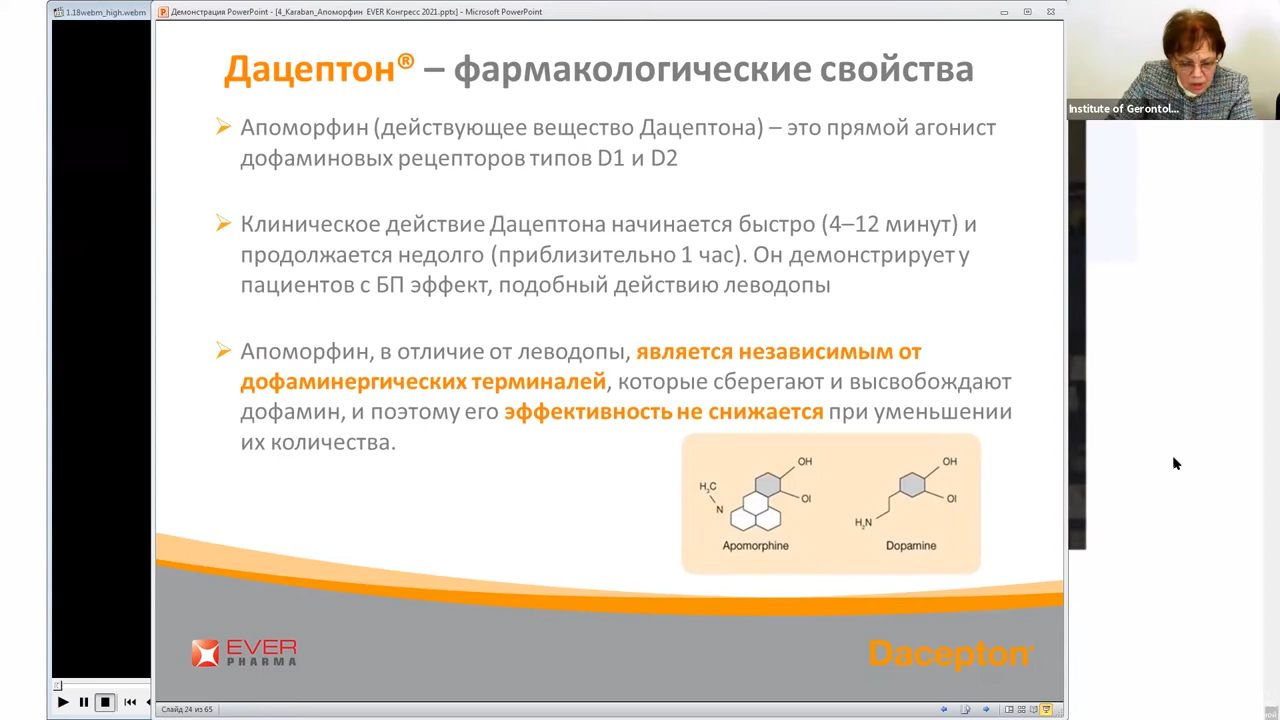 1.18webm_high.webm
Демонстрация PowerPoint - [4_Karaban_Апоморфин EVER Конгресс 2021.pptx] - Microsoft PowerPoint
Institute of Gerontol...
Дацептон® – фармакологические свойства
Апоморфин (действующее вещество Дацептона) – это прямой агонист
дофаминовых рецепторов типов D1 и D2
Клиническое действие Дацептона начинается быстро (4–12 минут) и
продолжается недолго (приблизительно 1 час). Он демонстрирует у
пациентов с БП эффект, подобный действию леводопы
Апоморфин, в отличие от леводопы, является независимым от
дофаминергических терминалей, которые сберегают и высвобождают
дофамин, и поэтому его эффективность не снижается при уменьшении
их количества.
OH
H3C
OI
N
Apomorphine
OH
OI
H2N
Dopamine
EVER
PHARMA
Dacepton®
Слайд 24 из 65